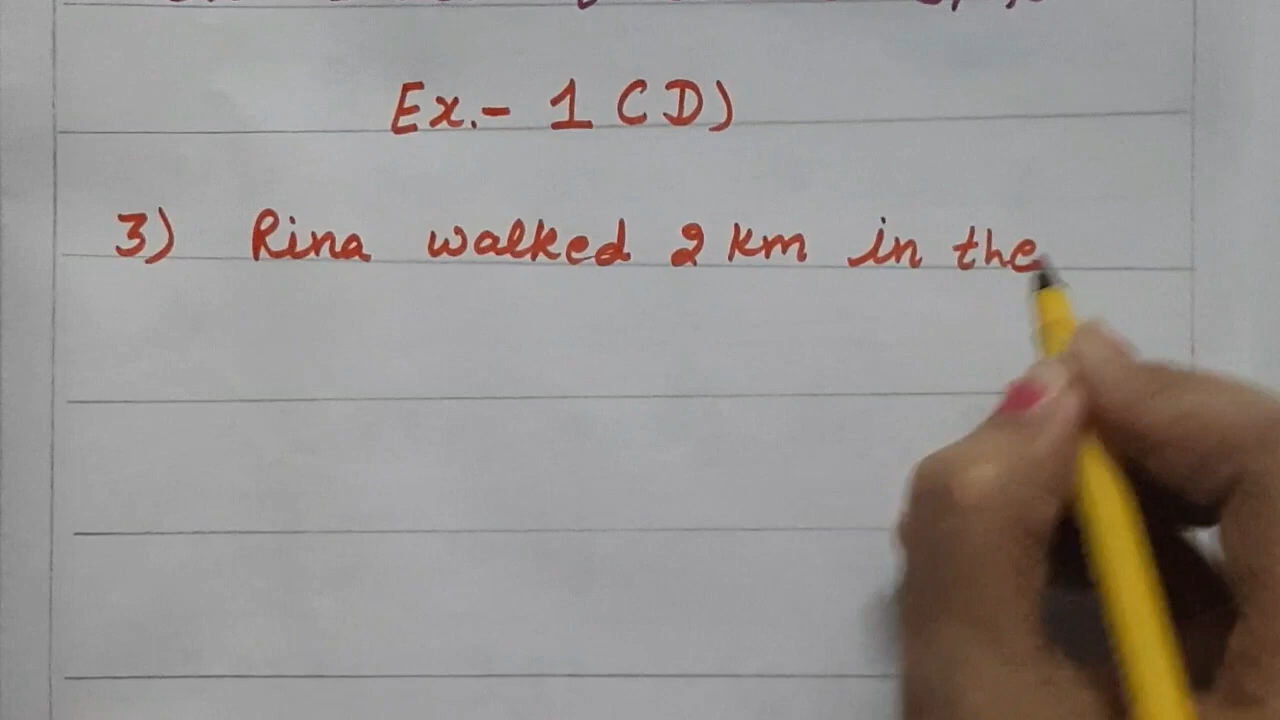 Ex.- 1 (D)
3) Rina walked 2 km in the